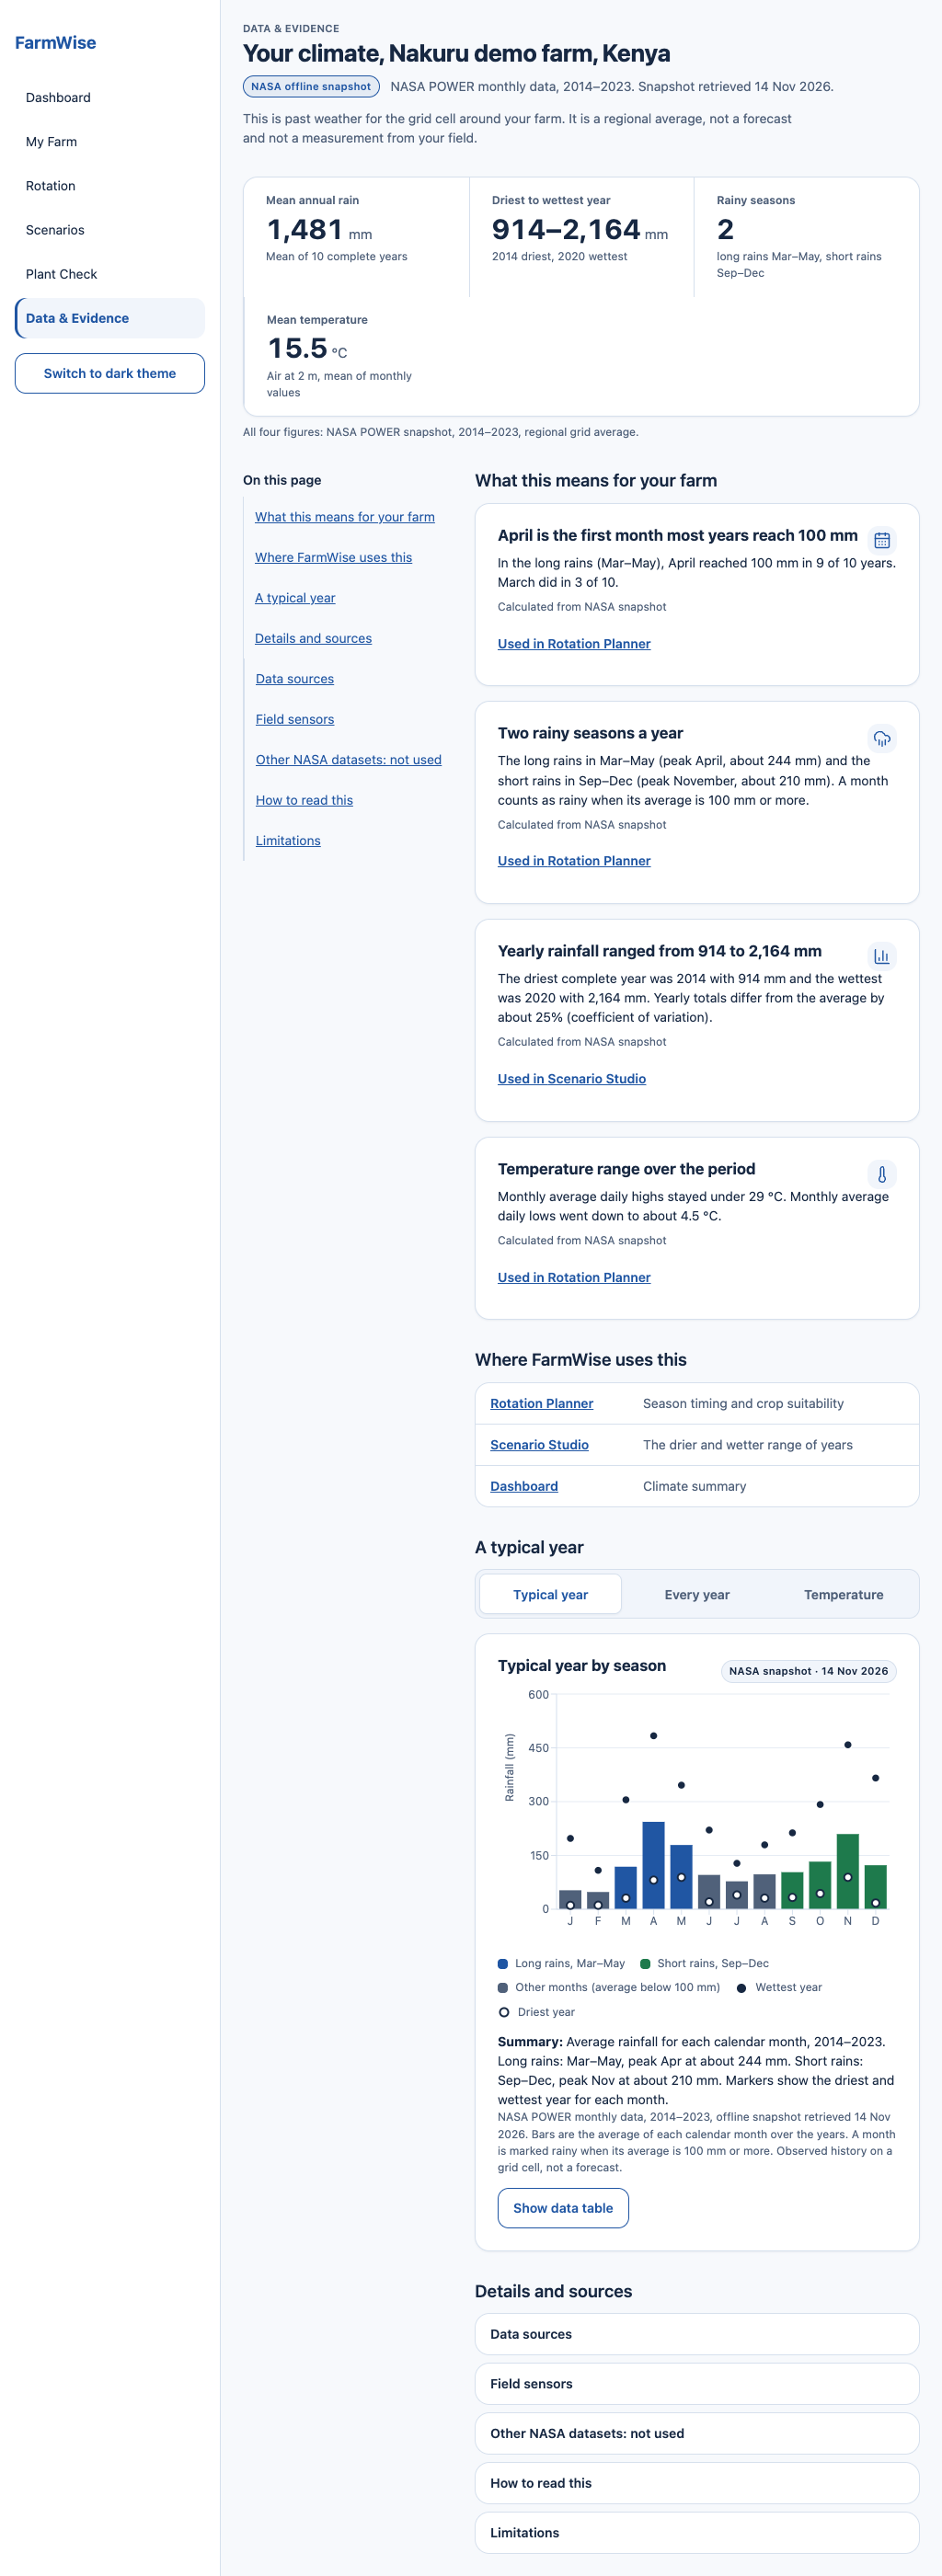 FarmWise
Dashboard
My Farm
Rotation
Scenarios
Plant Check
Data & Evidence
Switch to dark theme
DATA & EVIDENCE
Your climate, Nakuru demo farm, Kenya
NASA offline snapshot
NASA POWER monthly data, 2014–2023. Snapshot retrieved 14 Nov 2026.
This is past weather for the grid cell around your farm. It is a regional average, not a forecast
and not a measurement from your field.
Mean annual rain
1,481 mm
Mean of 10 complete years
Driest to wettest year
914–2,164 mm
2014 driest, 2020 wettest
Rainy seasons
2
long rains Mar–May, short rains
Sep–Dec
Mean temperature
15.5 °C
Air at 2 m, mean of monthly
values
All four figures: NASA POWER snapshot, 2014–2023, regional grid average.
On this page
What this means for your farm
Where FarmWise uses this
A typical year
Details and sources
Data sources
Field sensors
Other NASA datasets: not used
How to read this
Limitations
What this means for your farm
April is the first month most years reach 100 mm
In the long rains (Mar–May), April reached 100 mm in 9 of 10 years.
March did in 3 of 10.
Calculated from NASA snapshot
Used in Rotation Planner
Two rainy seasons a year
The long rains in Mar–May (peak April, about 244 mm) and the
short rains in Sep–Dec (peak November, about 210 mm). A month
counts as rainy when its average is 100 mm or more.
Calculated from NASA snapshot
Used in Rotation Planner
Yearly rainfall ranged from 914 to 2,164 mm
The driest complete year was 2014 with 914 mm and the wettest
was 2020 with 2,164 mm. Yearly totals differ from the average by
about 25% (coefficient of variation).
Calculated from NASA snapshot
Used in Scenario Studio
Temperature range over the period
Monthly average daily highs stayed under 29 °C. Monthly average
daily lows went down to about 4.5 °C.
Calculated from NASA snapshot
Used in Rotation Planner
Where FarmWise uses this
Rotation Planner Season timing and crop suitability
Scenario Studio The drier and wetter range of years
Dashboard Climate summary
A typical year
Typical year Every year Temperature
Typical year by season
NASA snapshot · 14 Nov 2026
Rainfall (mm)
600
450
300
150
0
J F M A M J J A S O N D
Long rains, Mar–May Short rains, Sep–Dec
Other months (average below 100 mm) Wettest year
Driest year
Summary: Average rainfall for each calendar month, 2014–2023.
Long rains: Mar–May, peak Apr at about 244 mm. Short rains:
Sep–Dec, peak Nov at about 210 mm. Markers show the driest and
wettest year for each month.
NASA POWER monthly data, 2014–2023, offline snapshot retrieved 14 Nov
2026. Bars are the average of each calendar month over the years. A month
is marked rainy when its average is 100 mm or more. Observed history on a
grid cell, not a forecast.
Show data table
Details and sources
Data sources
Field sensors
Other NASA datasets: not used
How to read this
Limitations